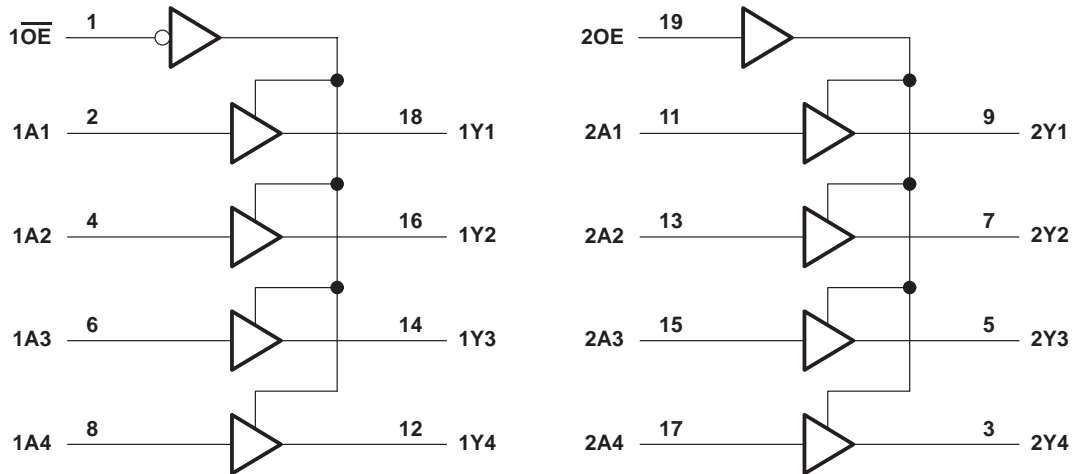 1O̅E̅ 1
2OE 19
1A1 2 18 1Y1
2A1 11 9 2Y1
1A2 4 16 1Y2
2A2 13 7 2Y2
1A3 6 14 1Y3
2A3 15 5 2Y3
1A4 8 12 1Y4
2A4 17 3 2Y4